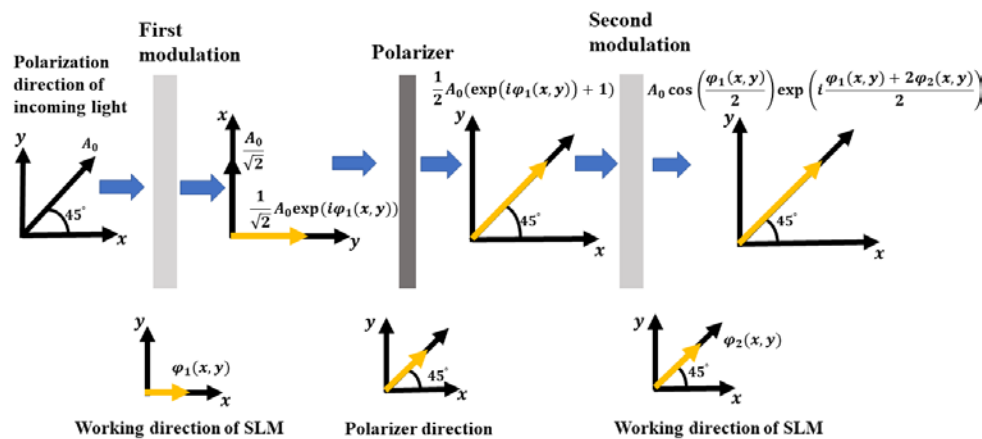 First
modulation
Polarizer
Second
modulation
Polarization
direction of
incoming light
y
A₀
45°
x
x
A₀/√2
1/√2 A₀exp(iφ₁(x, y))
y
1/2 A₀(exp(iφ₁(x, y)) + 1)
y
45°
x
A₀ cos (φ₁(x, y)/2) exp (i φ₁(x, y) + 2φ₂(x, y)/2)
y
45°
x
y
φ₁(x, y)
x
Working direction of SLM
y
45°
x
Polarizer direction
y
φ₂(x, y)
45°
x
Working direction of SLM